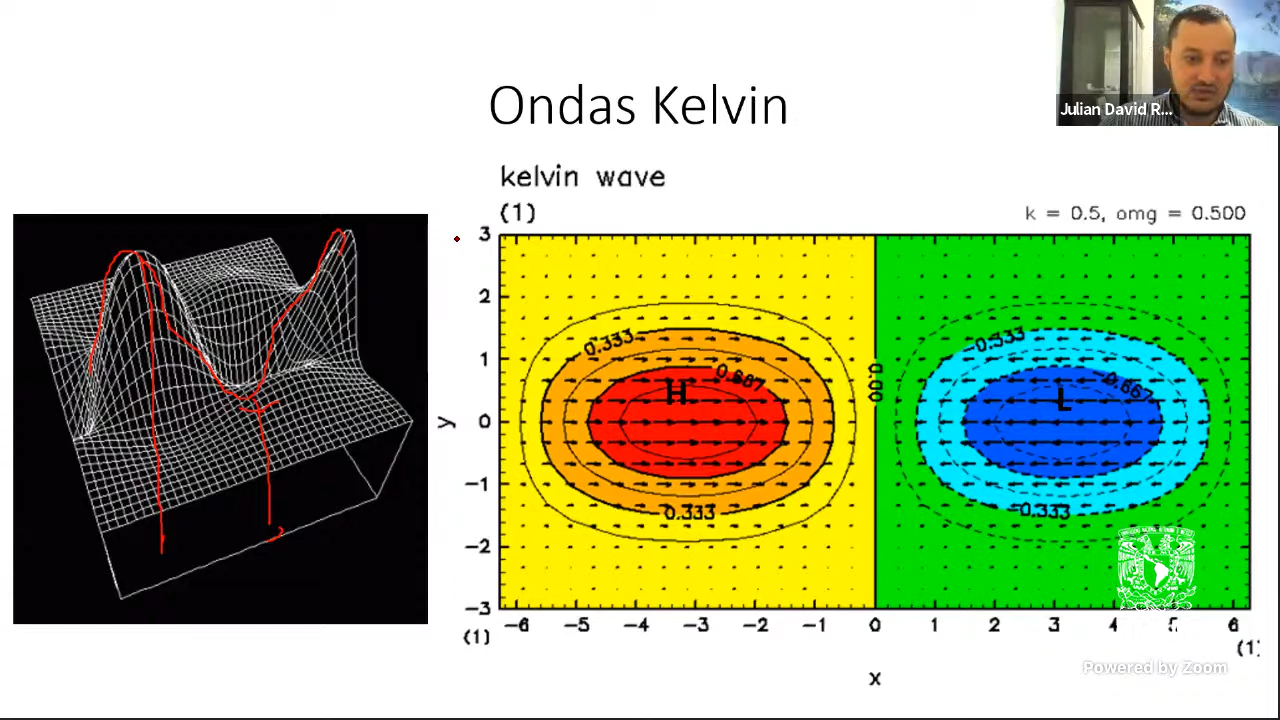 Julian David R...
Ondas Kelvin
kelvin wave
(1)
k = 0.5, omg = 0.500
3
2
1
0
-1
-2
-3
y
0.333
0.667
H
0.333
0.00
-0.333
-0.667
L
-0.333
(1)
-6 -5 -4 -3 -2 -1 0 1 2 3 4 5 6
(1)
x
Powered by Zoom